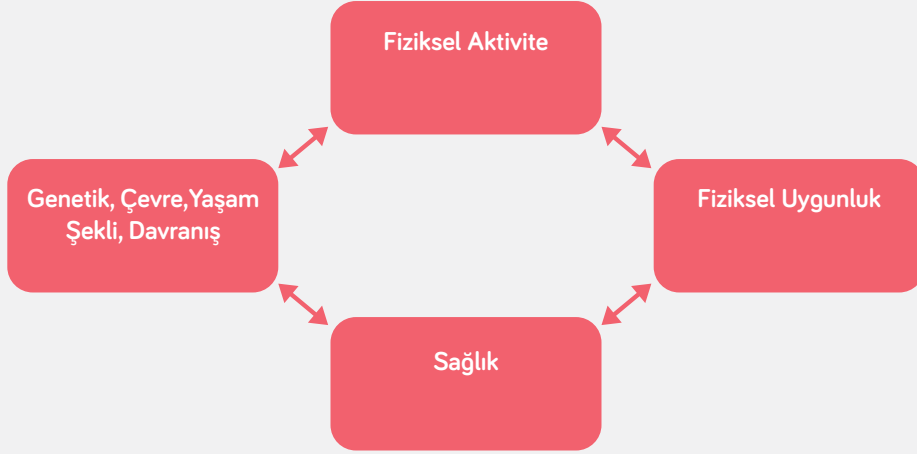 Fiziksel Aktivite
Genetik, Çevre,Yaşam
Şekli, Davranış
Fiziksel Uygunluk
Sağlık